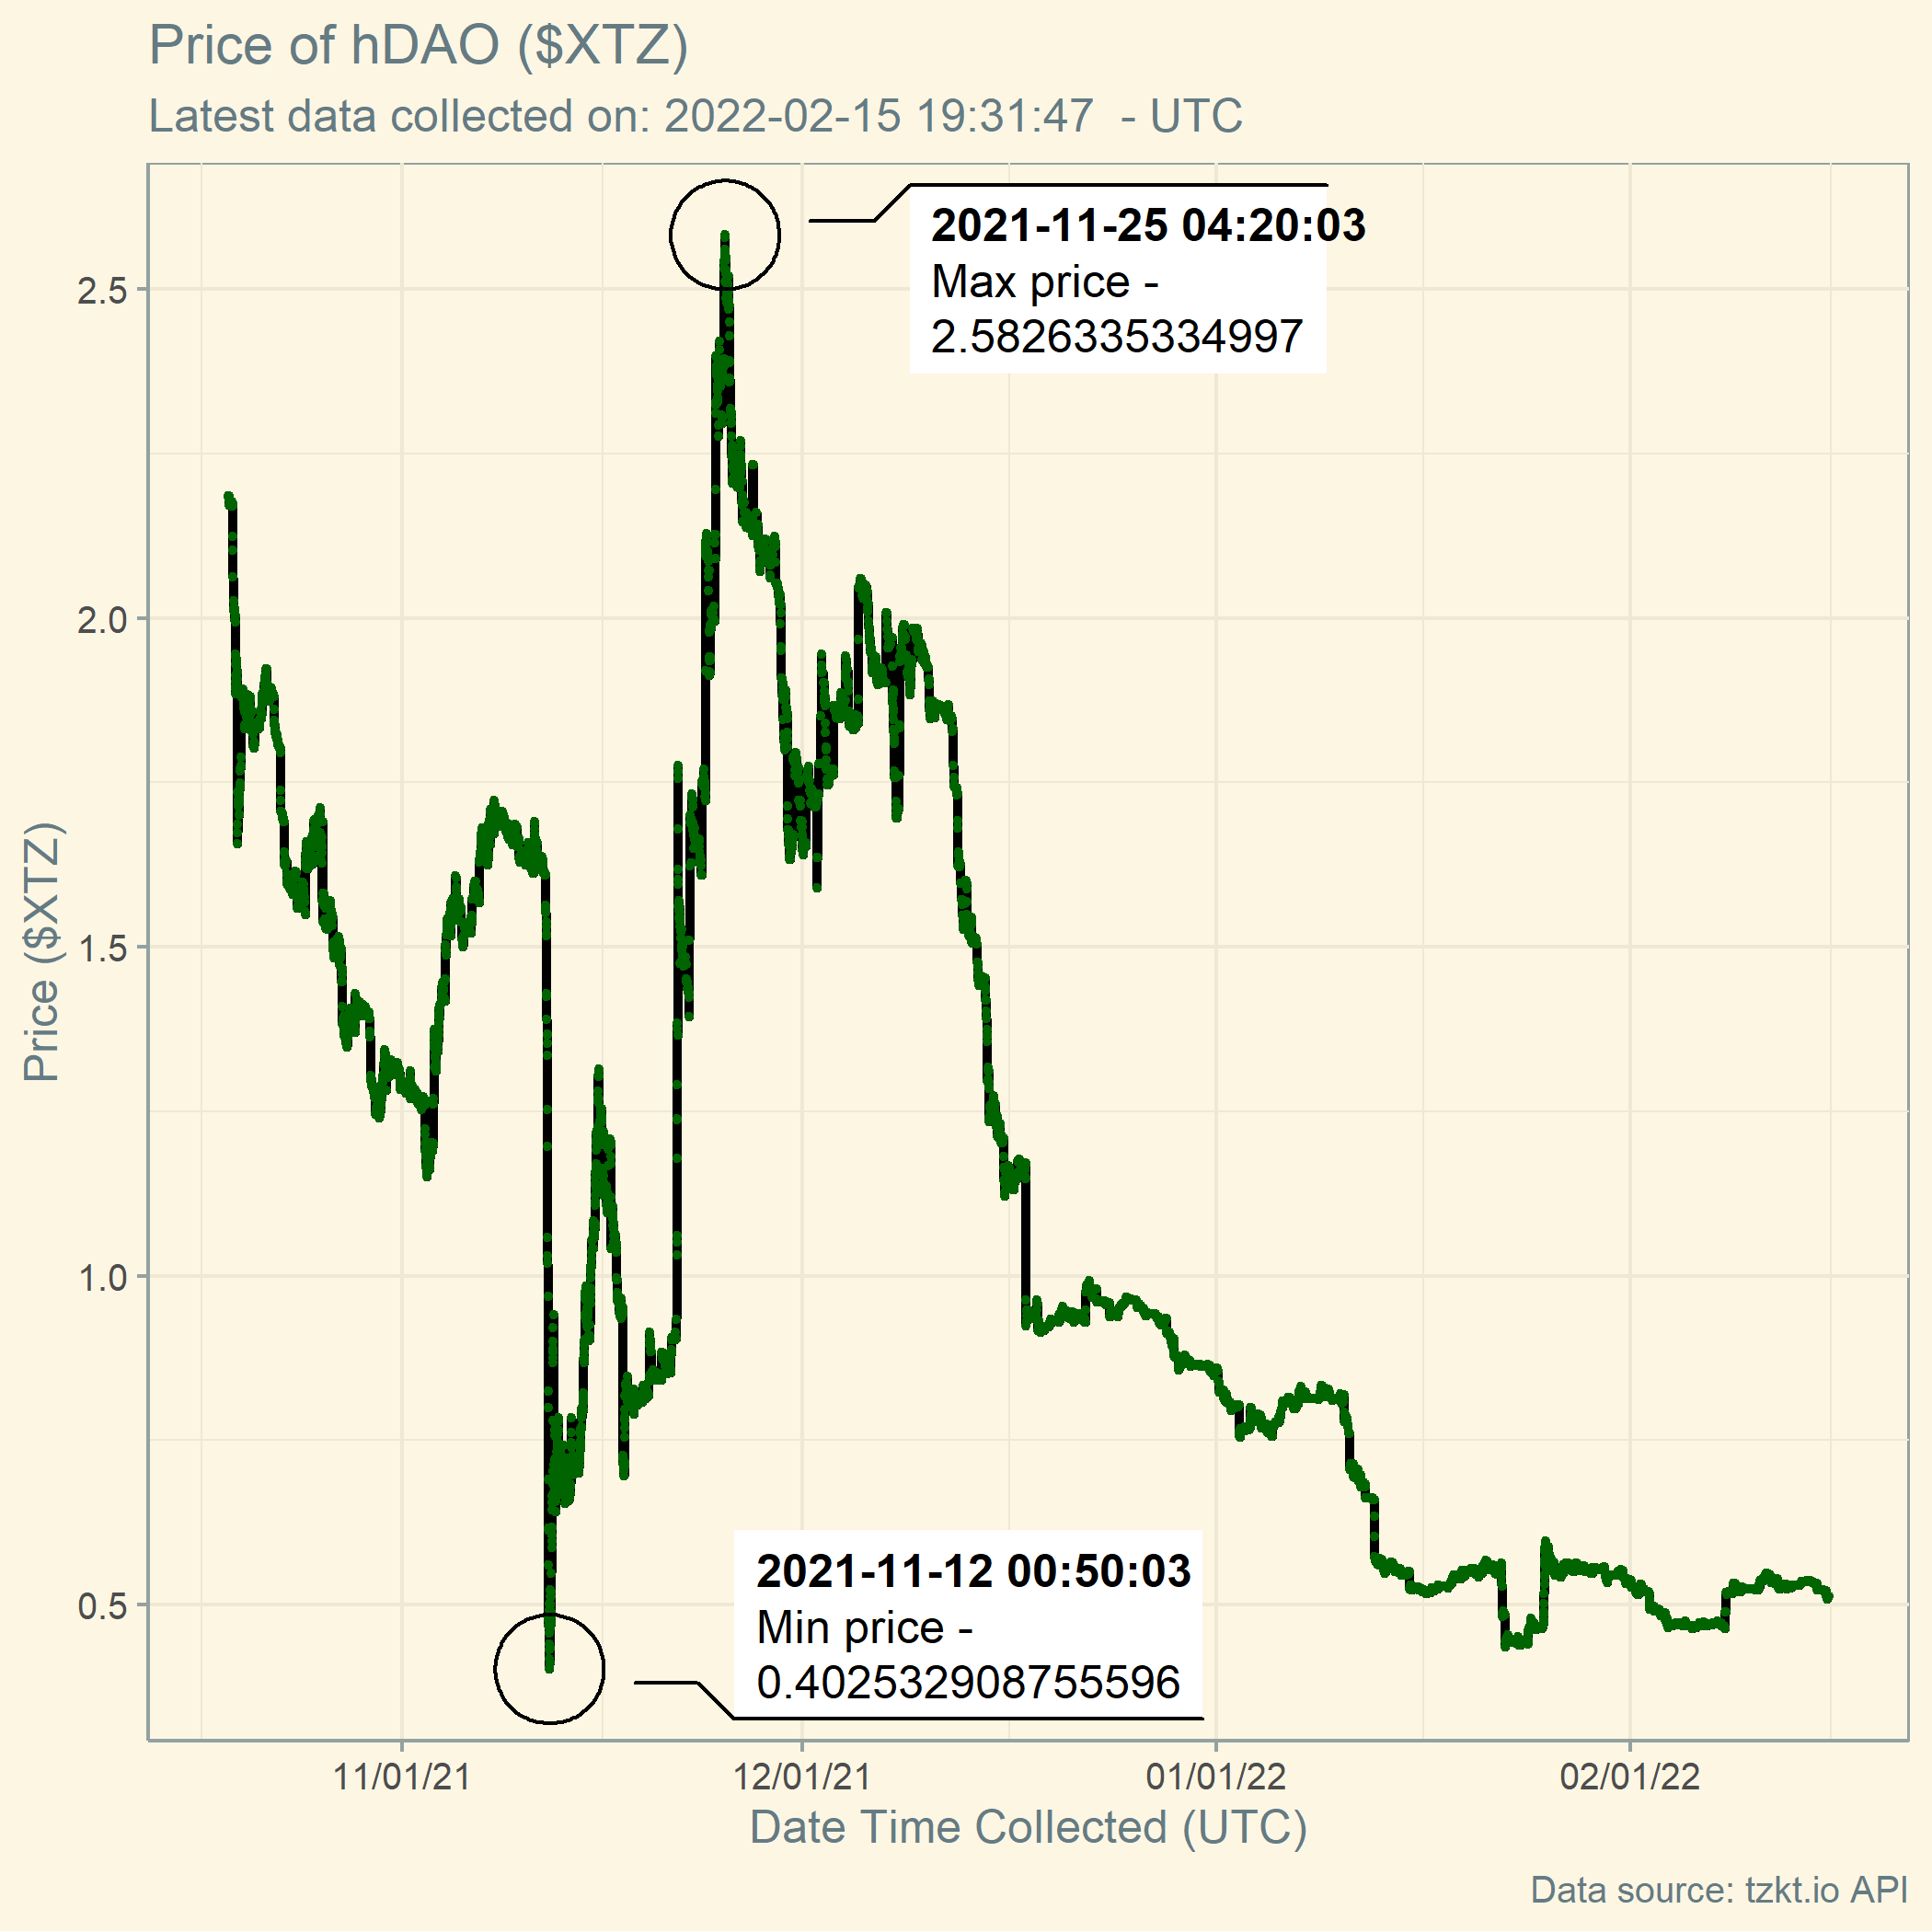 Price of hDAO ($XTZ)
Latest data collected on: 2022-02-15 19:31:47  - UTC
2021-11-25 04:20:03
Max price -
2.5826335334997
2.5
2.0
1.5
1.0
0.5
Price ($XTZ)
2021-11-12 00:50:03
Min price -
0.402532908755596
11/01/21
12/01/21
01/01/22
02/01/22
Date Time Collected (UTC)
Data source: tzkt.io API